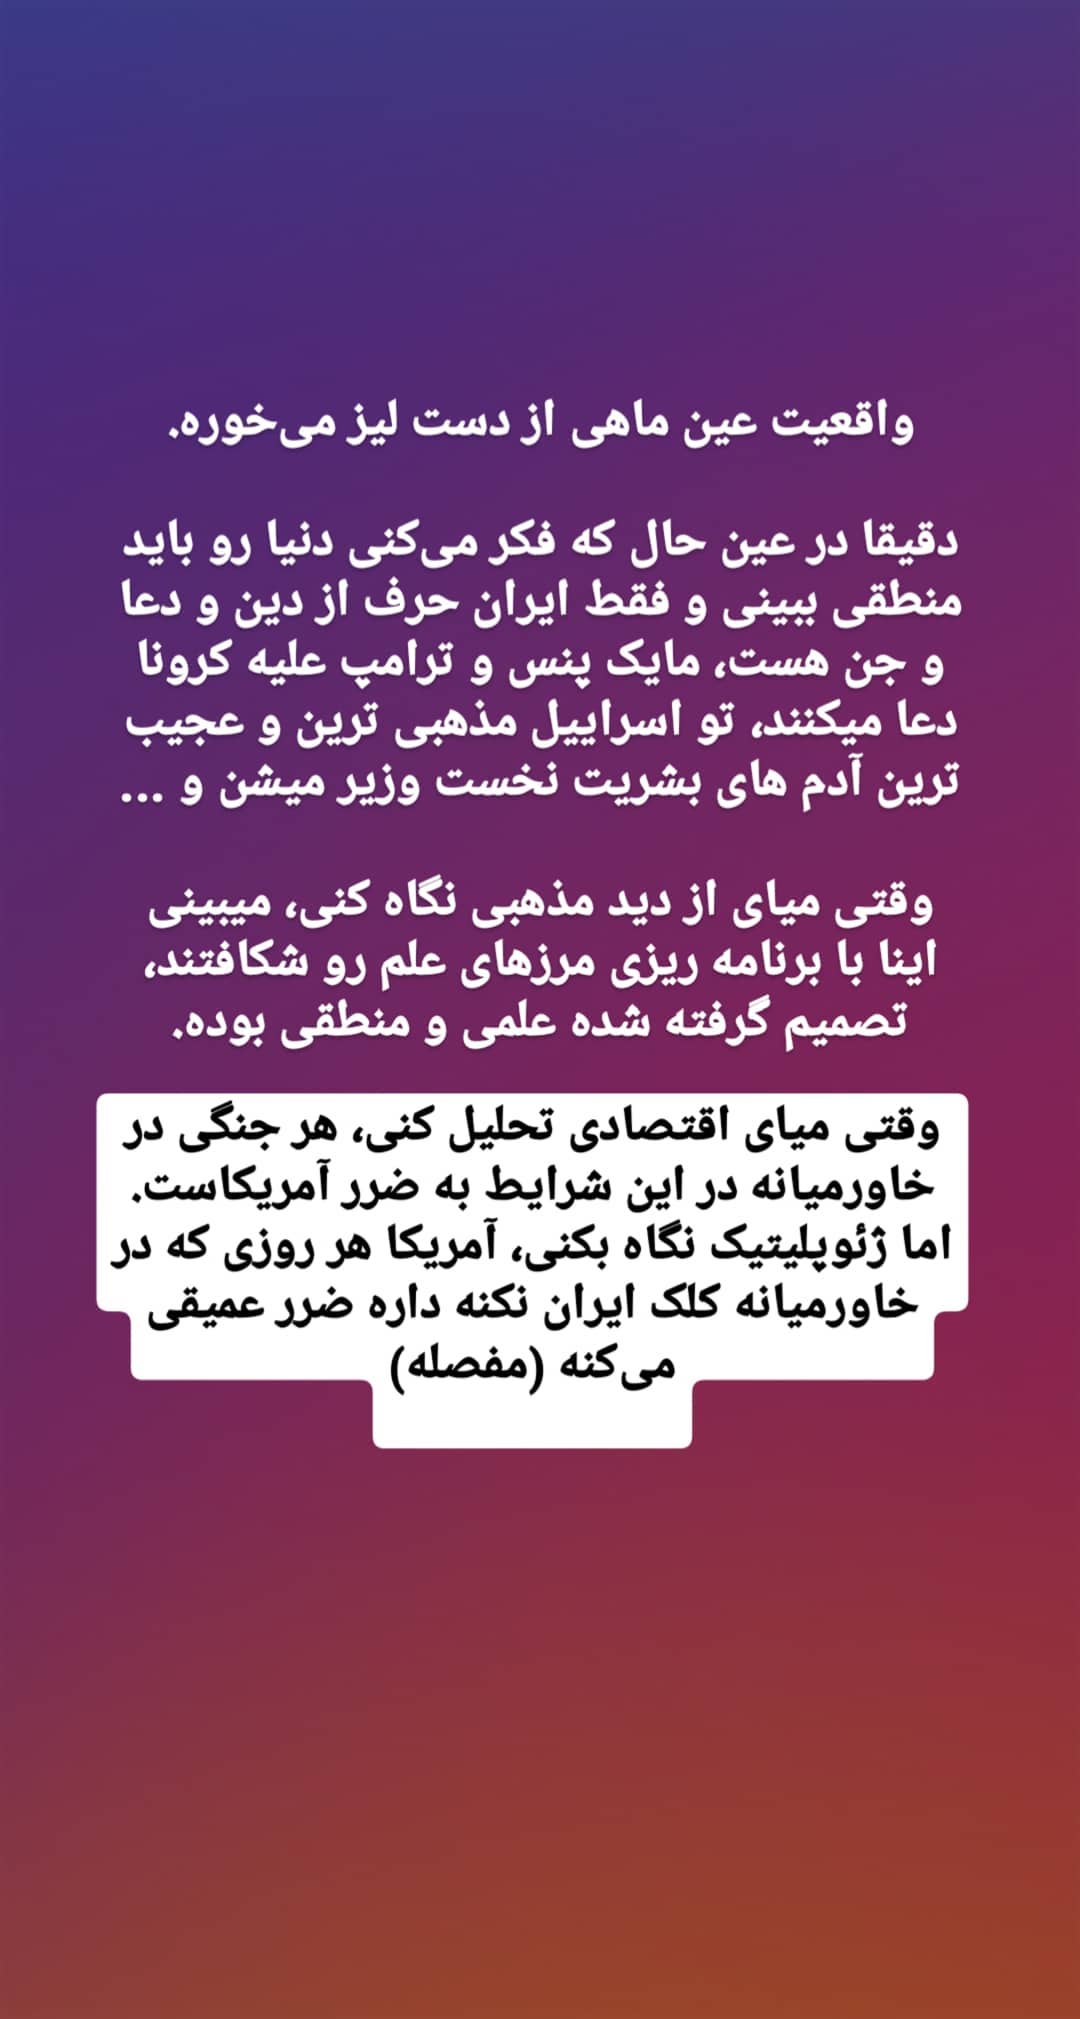 واقعیت عین ماهی از دست لیز می‌خوره.
دقیقا در عین حال که فکر می‌کنی دنیا رو باید
منطقی ببینی و فقط ایران حرف از دین و دعا
و جن هست، مایک پنس و ترامپ علیه کرونا
دعا میکنند، تو اسراییل مذهبی ترین و عجیب
ترین آدم های بشریت نخست وزیر میشن و ...
وقتی میای از دید مذهبی نگاه کنی، میبینی
اینا با برنامه ریزی مرزهای علم رو شکافتند،
تصمیم گرفته شده علمی و منطقی بوده.
وقتی میای اقتصادی تحلیل کنی، هر جنگی در
خاورمیانه در این شرایط به ضرر آمریکاست.
اما ژئوپلیتیک نگاه بکنی، آمریکا هر روزی که در
خاورمیانه کلک ایران نکنه داره ضرر عمیقی
می‌کنه (مفصله)